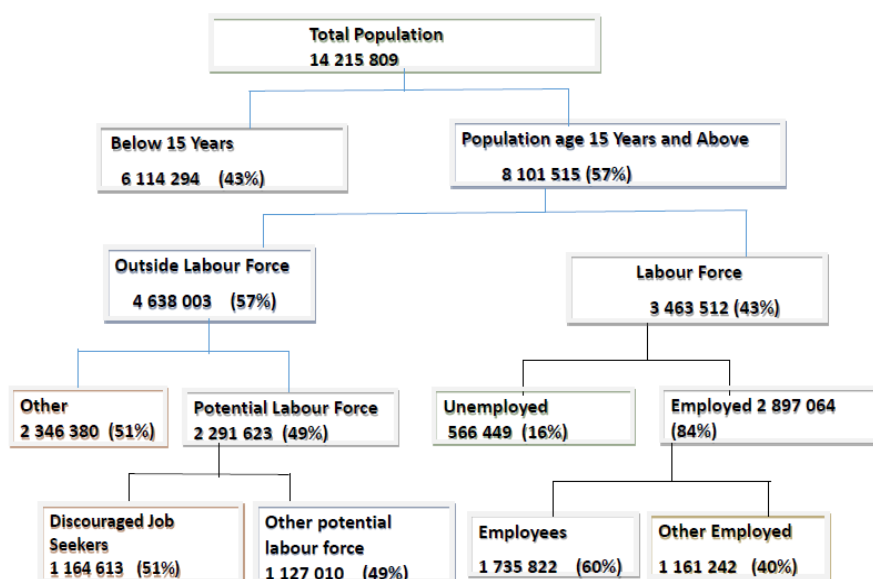 Total Population
14 215 809
Below 15 Years
6 114 294 (43%)
Population age 15 Years and Above
8 101 515 (57%)
Outside Labour Force
4 638 003 (57%)
Labour Force
3 463 512 (43%)
Other
2 346 380 (51%)
Potential Labour Force
2 291 623 (49%)
Unemployed
566 449 (16%)
Employed 2 897 064
(84%)
Discouraged Job
Seekers
1 164 613 (51%)
Other potential
labour force
1 127 010 (49%)
Employees
1 735 822 (60%)
Other Employed
1 161 242 (40%)